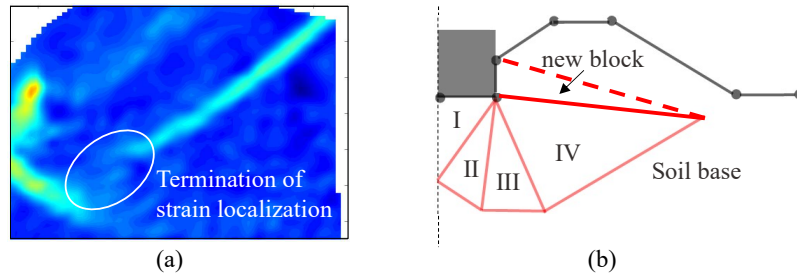 Termination of
strain localization
(a)
(b)
new block
I
II
III
IV
Soil base